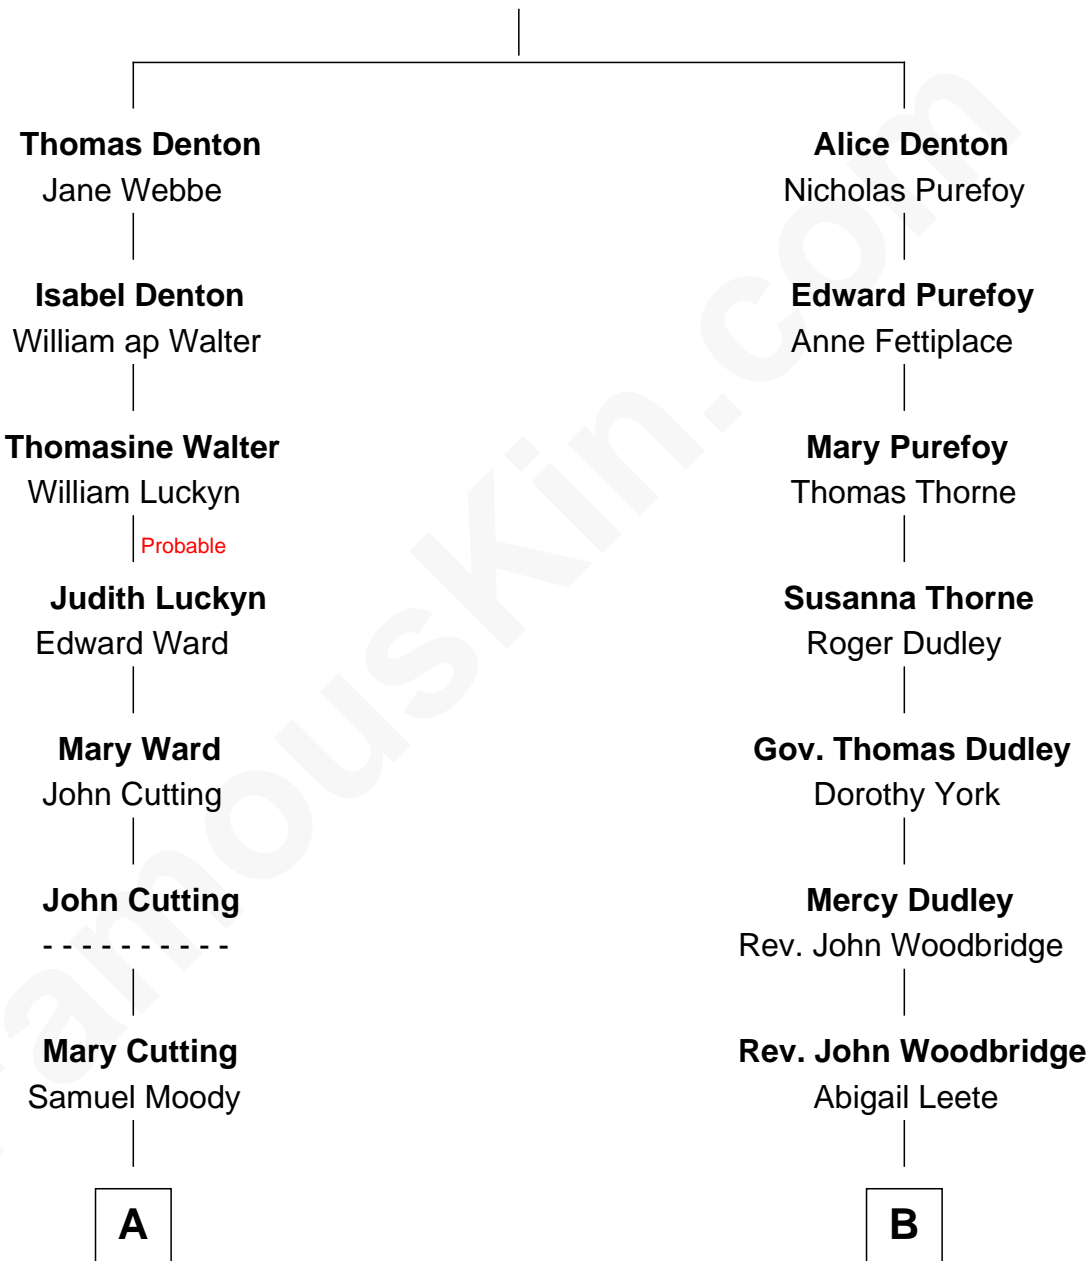 Thomas Denton
Jane Webbe
Isabel Denton
William ap Walter
Thomasine Walter
William Luckyn
Probable
Judith Luckyn
Edward Ward
Mary Ward
John Cutting
John Cutting
- - - - - - - - - -
Mary Cutting
Samuel Moody
A
Alice Denton
Nicholas Purefoy
Edward Purefoy
Anne Fettiplace
Mary Purefoy
Thomas Thorne
Susanna Thorne
Roger Dudley
Gov. Thomas Dudley
Dorothy York
Mercy Dudley
Rev. John Woodbridge
Rev. John Woodbridge
Abigail Leete
B
FamousKin.com